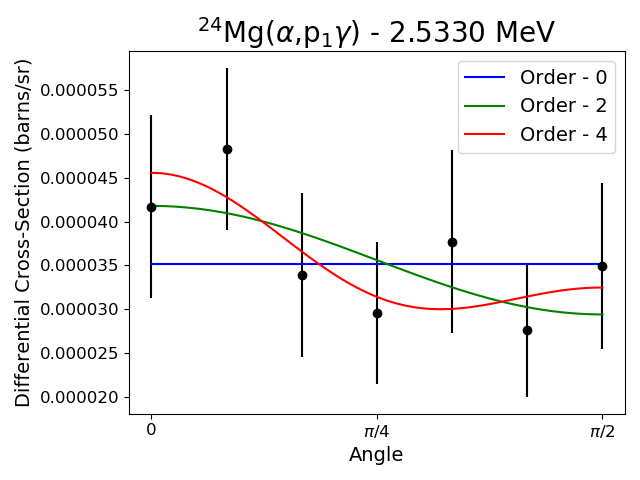 ²⁴Mg(α,p₁γ) - 2.5330 MeV
Differential Cross-Section (barns/sr)
0.000055
0.000050
0.000045
0.000040
0.000035
0.000030
0.000025
0.000020
Order - 0
Order - 2
Order - 4
0
π/4
π/2
Angle